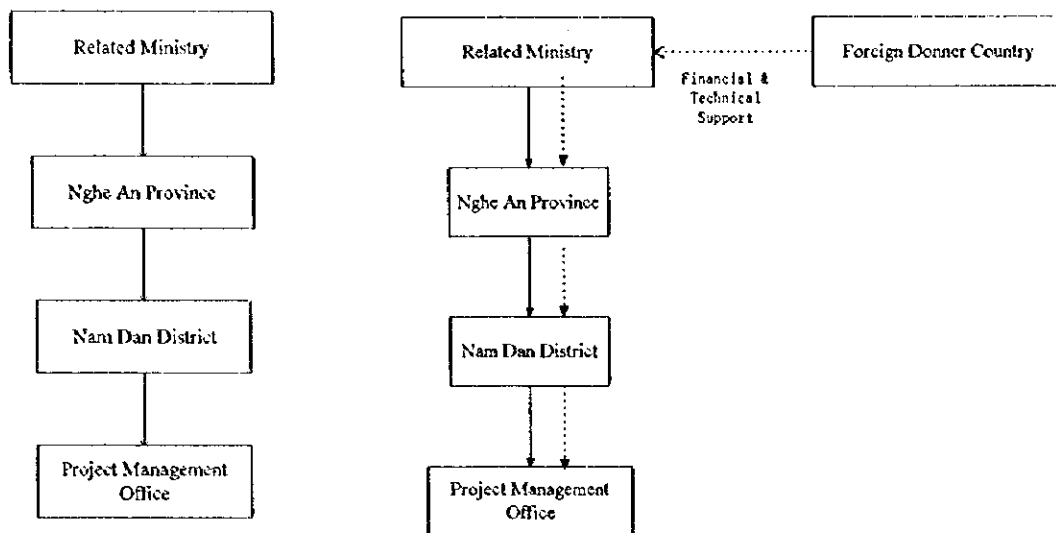 Related Ministry
Nghe An Province
Nam Dan District
Project Management
Office
Related Ministry
Foreign Donner Country
Financial &
Technical
Support
Nghe An Province
Nam Dan District
Project Management
Office